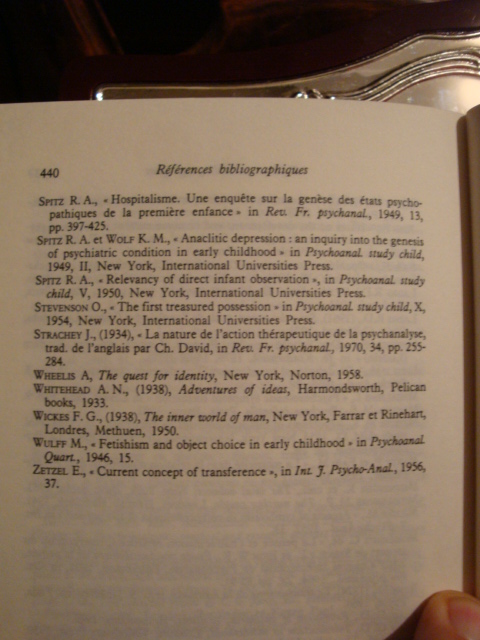 440
Références bibliographiques
SPITZ R. A., « Hospitalisme. Une enquête sur la genèse des états psycho-
pathiques de la première enfance » in Rev. Fr. psychanal., 1949, 13,
pp. 397-425.
SPITZ R. A. et WOLF K. M., « Anaclitic depression : an inquiry into the genesis
of psychiatric condition in early childhood » in Psychoanal. study child,
1949, II, New York, International Universities Press.
SPITZ R. A., « Relevancy of direct infant observation », in Psychoanal. study
child, V, 1950, New York, International Universities Press.
STEVENSON O., « The first treasured possession » in Psychoanal. study child, X,
1954, New York, International Universities Press.
STRACHEY J., (1934), « La nature de l'action thérapeutique de la psychanalyse,
trad. de l'anglais par Ch. David, in Rev. Fr. psychanal., 1970, 34, pp. 255-
284.
WHEELIS A, The quest for identity, New York, Norton, 1958.
WHITEHEAD A. N., (1938), Adventures of ideas, Harmondsworth, Pelican
books, 1933.
WICKES F. G., (1938), The inner world of man, New York, Farrar et Rinehart,
Londres, Methuen, 1950.
WULFF M., « Fetishism and object choice in early childhood » in Psychoanal.
Quart., 1946, 15.
ZETZEL E., « Current concept of transference », in Int. J. Psycho-Anal., 1956,
37.